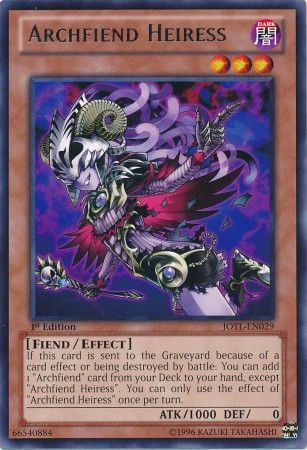 ARCHFIEND HEIRESS
DARK
闇
1st Edition
JOTL-EN029
[FIEND / EFFECT]
If this card is sent to the Graveyard because of a
card effect or being destroyed by battle: You can add
1 "Archfiend" card from your Deck to your hand, except
"Archfiend Heiress". You can only use the effect of
"Archfiend Heiress" once per turn.
ATK/1000 DEF/ 0
66540884
©1996 KAZUKI TAKAHASHI